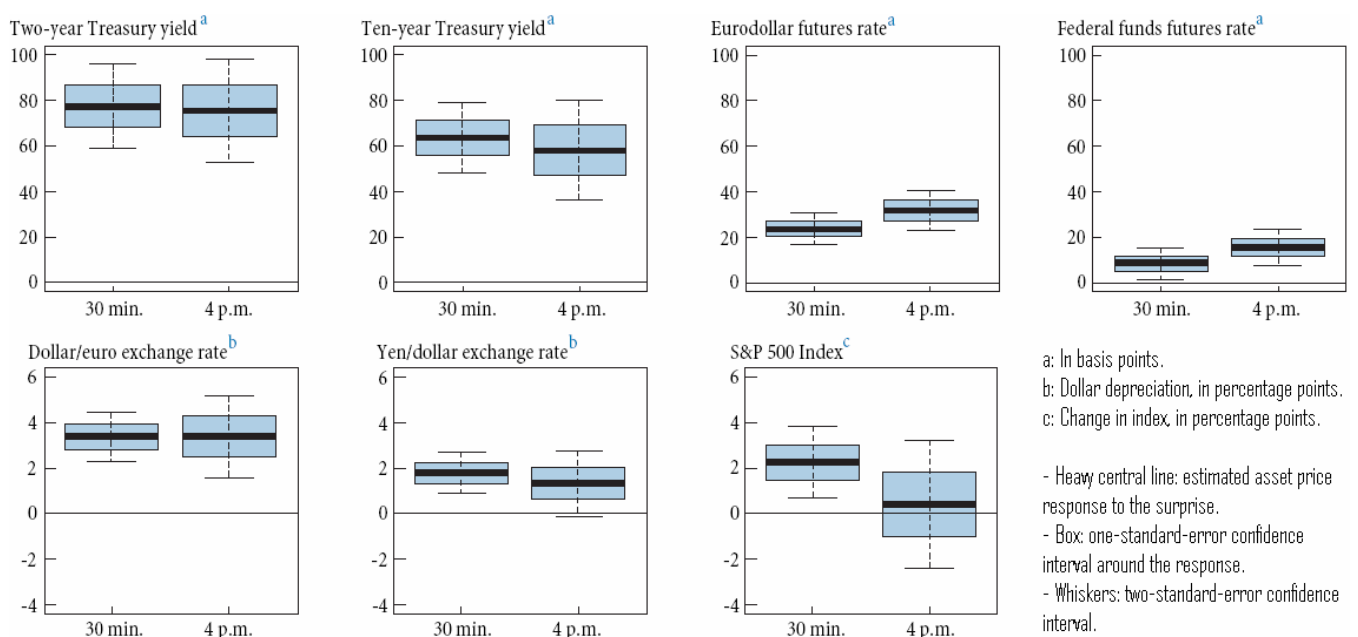 Two-year Treasury yield a
100
80
60
40
20
0
30 min. 4 p.m.
Ten-year Treasury yield a
100
80
60
40
20
0
30 min. 4 p.m.
Eurodollar futures rate a
100
80
60
40
20
0
30 min. 4 p.m.
Federal funds futures rate a
100
80
60
40
20
0
30 min. 4 p.m.
Dollar/euro exchange rate b
6
4
2
0
-2
-4
30 min. 4 p.m.
Yen/dollar exchange rate b
6
4
2
0
-2
-4
30 min. 4 p.m.
S&P 500 Index c
6
4
2
0
-2
-4
30 min. 4 p.m.
a: In basis points.
b: Dollar depreciation, in percentage points.
c: Change in index, in percentage points.
- Heavy central line: estimated asset price
response to the surprise.
- Box: one-standard-error confidence
interval around the response.
- Whiskers: two-standard-error confidence
interval.